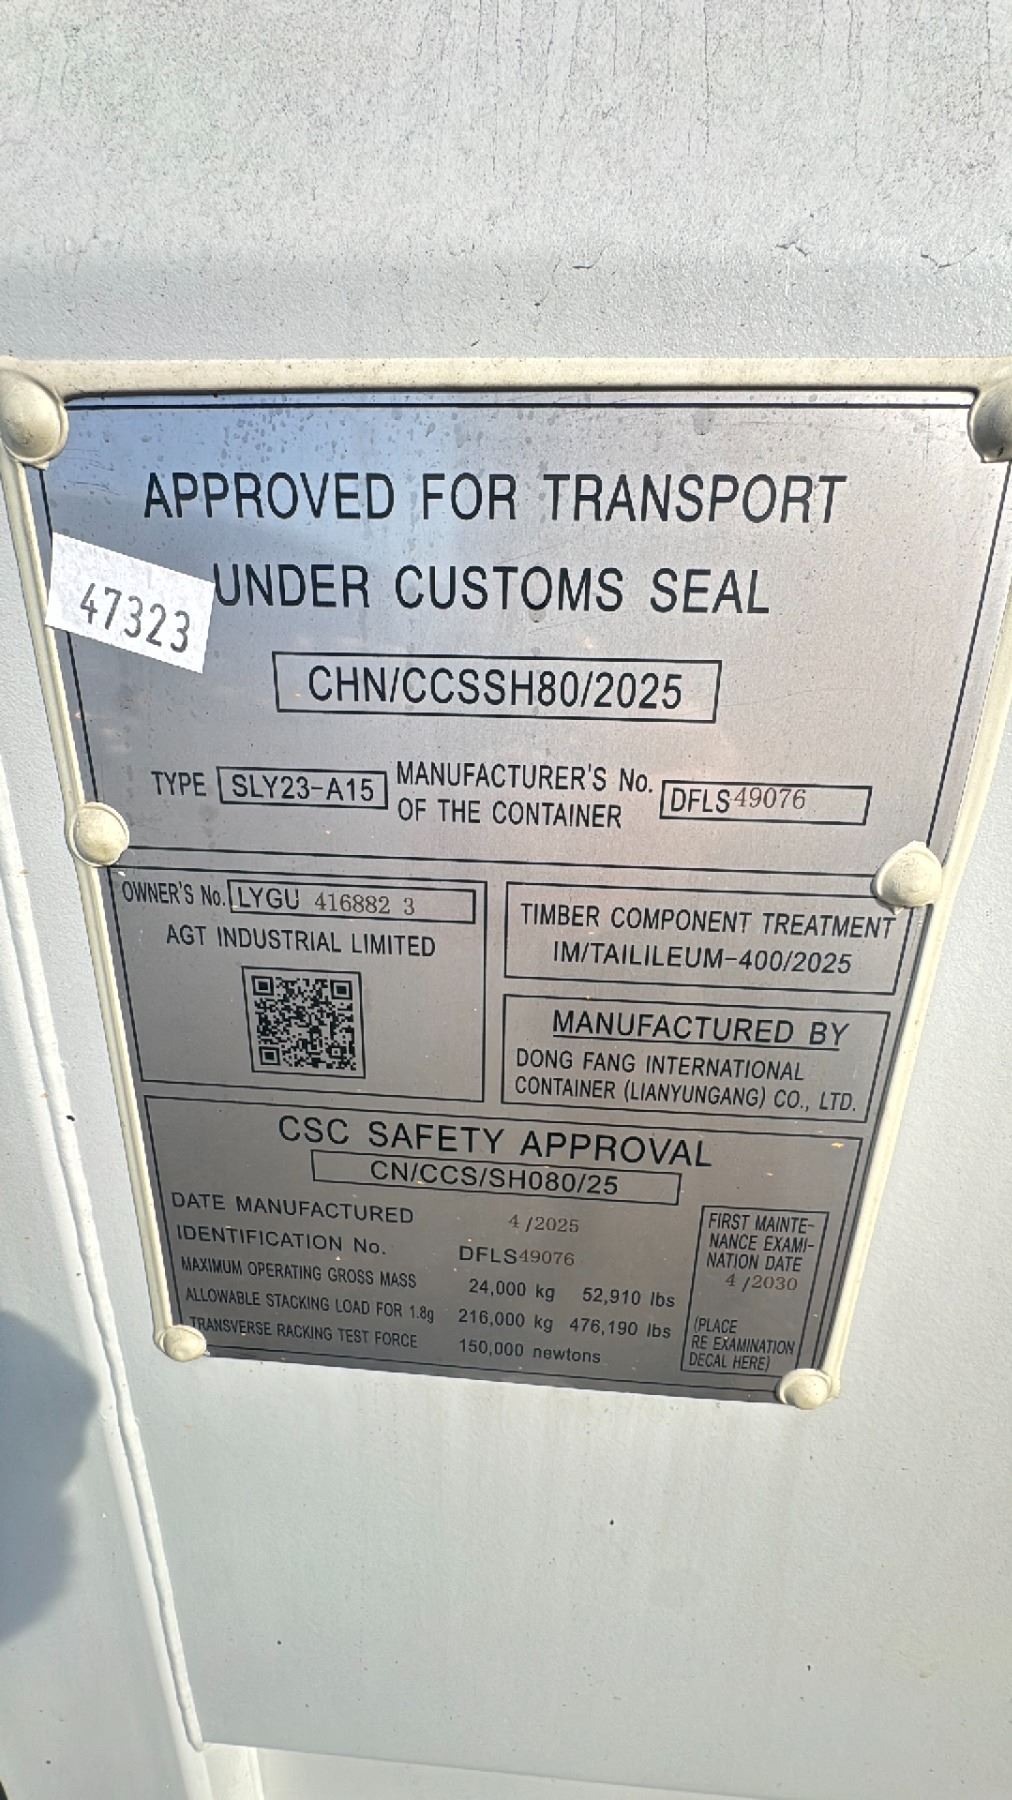 APPROVED FOR TRANSPORT
UNDER CUSTOMS SEAL
47323
CHN/CCSSH80/2025
TYPE SLY23-A15 MANUFACTURER'S No. OF THE CONTAINER DFLS49076
OWNER'S No. LYGU 416882 3
AGT INDUSTRIAL LIMITED
TIMBER COMPONENT TREATMENT
IM/TAILILEUM-400/2025
MANUFACTURED BY
DONG FANG INTERNATIONAL
CONTAINER (LIANYUNGANG) CO., LTD.
CSC SAFETY APPROVAL
CN/CCS/SH080/25
DATE MANUFACTURED 4/2025
IDENTIFICATION No. DFLS49076
MAXIMUM OPERATING GROSS MASS 24,000 kg 52,910 lbs
ALLOWABLE STACKING LOAD FOR 1.8g 216,000 kg 476,190 lbs
TRANSVERSE RACKING TEST FORCE 150,000 newtons
FIRST MAINTE-
NANCE EXAMI-
NATION DATE
4/2030
(PLACE
RE EXAMINATION
DECAL HERE)